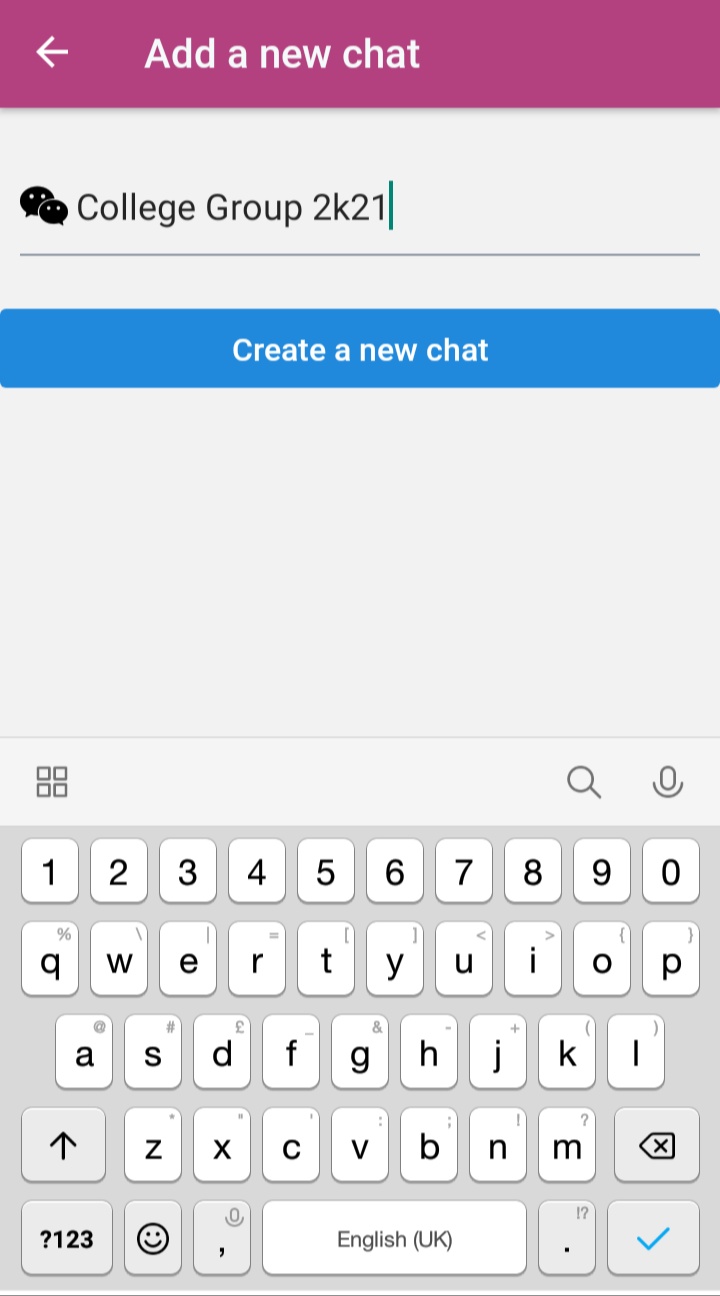 Add a new chat
College Group 2k21
Create a new chat
1 2 3 4 5 6 7 8 9 0
% \ | = [ ] < > { }
q w e r t y u i o p
@ # £ _ & - + ( )
a s d f g h j k l
* " ' : ; ! ?
z x c v b n m
!?
?123 , English (UK) .